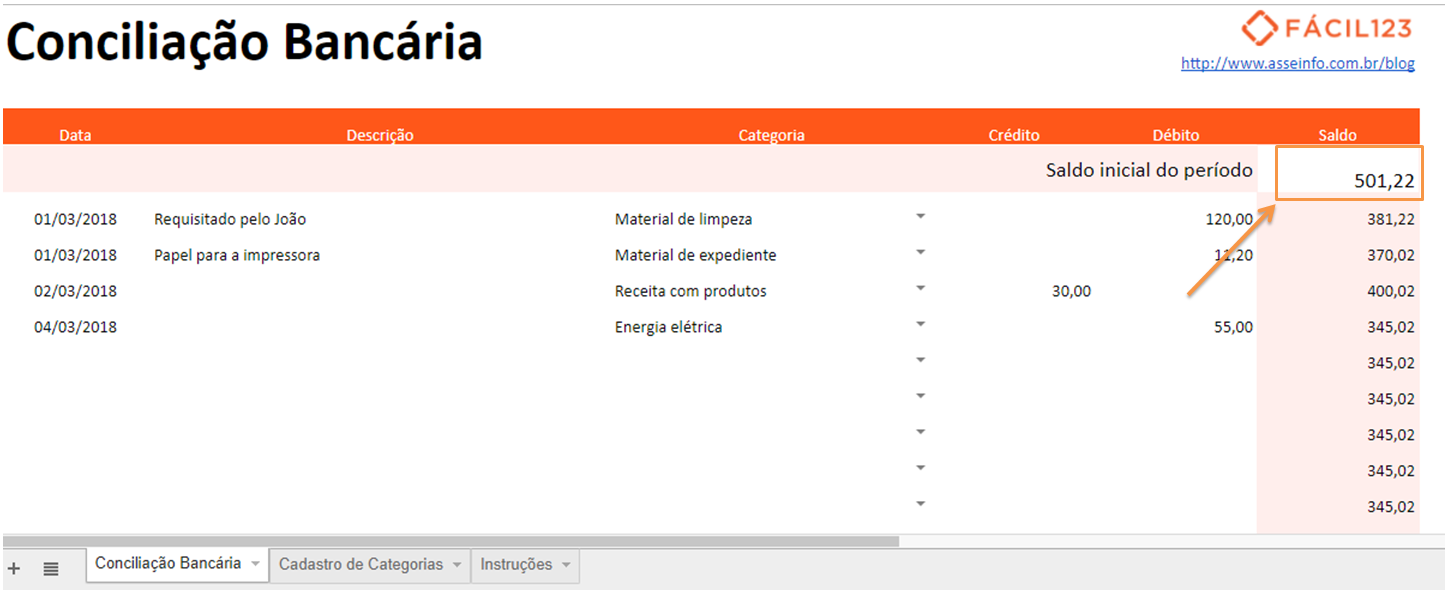 Conciliação Bancária
FÁCIL123
http://www.asseinfo.com.br/blog
Data Descrição Categoria Crédito Débito Saldo
Saldo inicial do período 501,22
01/03/2018 Requisitado pelo João Material de limpeza 120,00 381,22
01/03/2018 Papel para a impressora Material de expediente 11,20 370,02
02/03/2018 Receita com produtos 30,00 400,02
04/03/2018 Energia elétrica 55,00 345,02
345,02
345,02
345,02
345,02
345,02
Conciliação Bancária Cadastro de Categorias Instruções